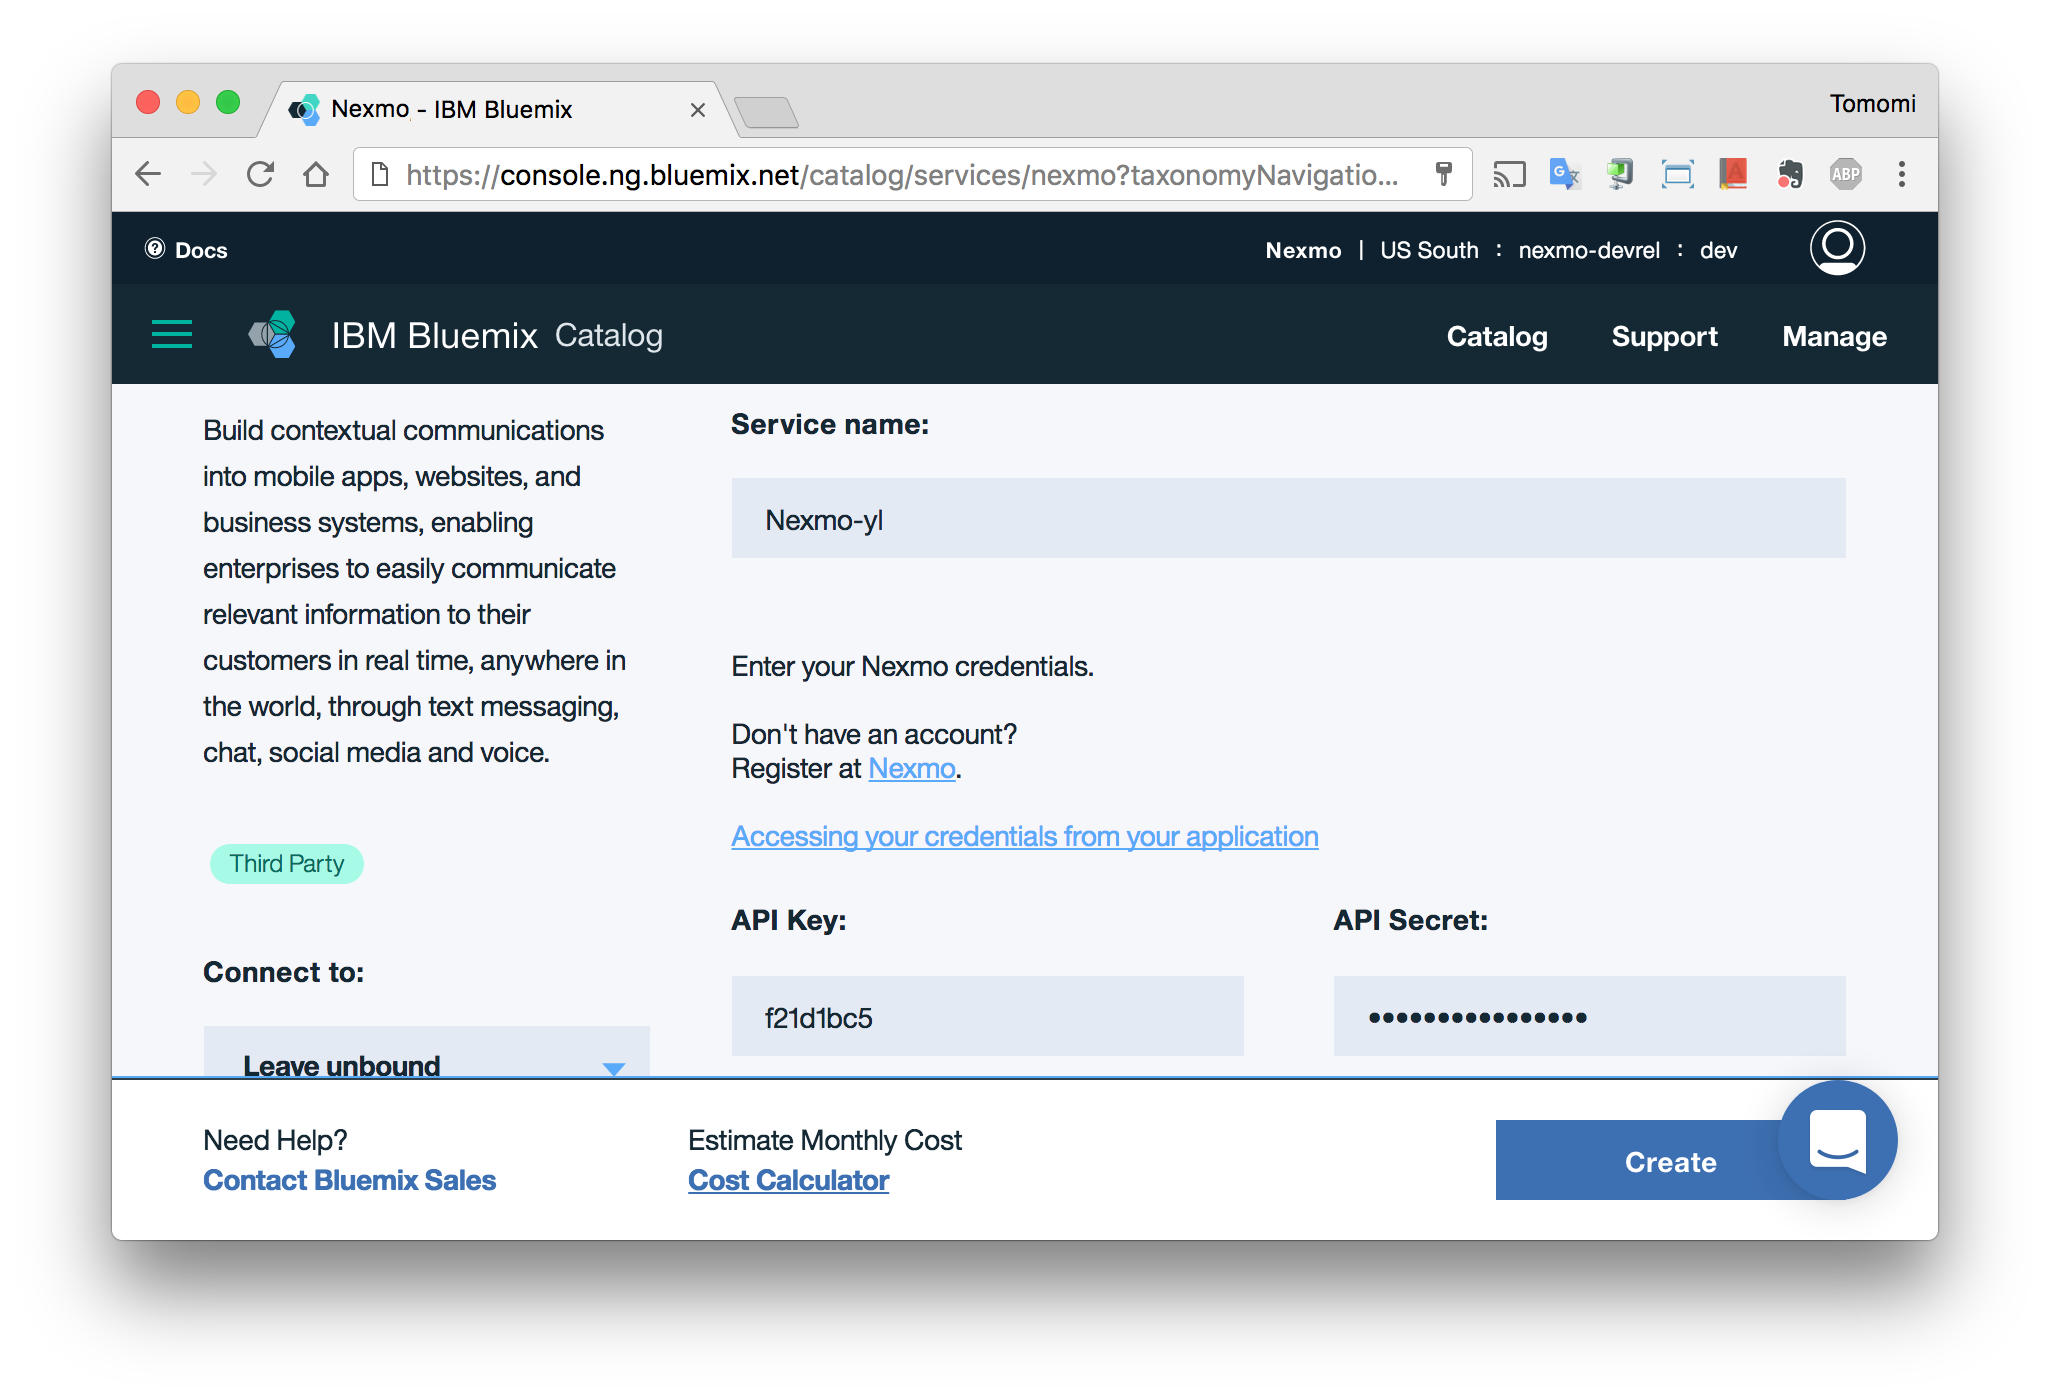 Nexmo - IBM Bluemix
Tomomi
https://console.ng.bluemix.net/catalog/services/nexmo?taxonomyNavigatio...
ABP
Docs
Nexmo | US South : nexmo-devrel : dev
IBM Bluemix Catalog
Catalog Support Manage
Build contextual communications
into mobile apps, websites, and
business systems, enabling
enterprises to easily communicate
relevant information to their
customers in real time, anywhere in
the world, through text messaging,
chat, social media and voice.
Third Party
Connect to:
Leave unbound
Service name:
Nexmo-yl
Enter your Nexmo credentials.
Don't have an account?
Register at Nexmo.
Accessing your credentials from your application
API Key:
f21d1bc5
API Secret:
••••••••••••••••
Need Help?
Contact Bluemix Sales
Estimate Monthly Cost
Cost Calculator
Create